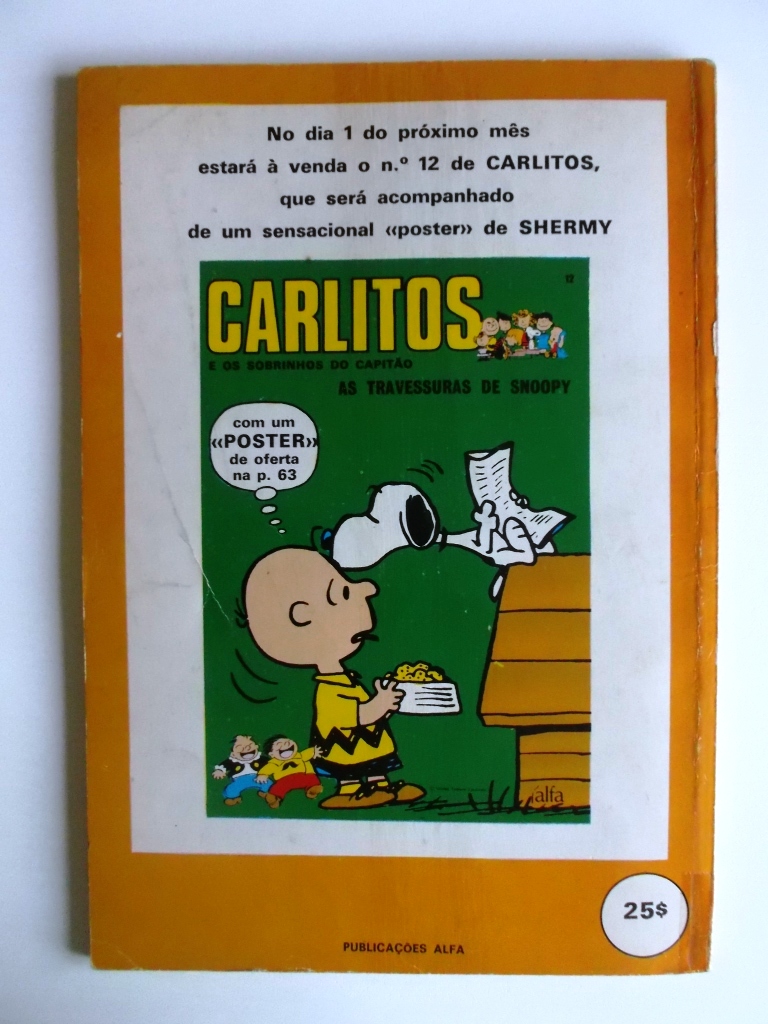 No dia 1 do próximo mês
estará à venda o n.º 12 de CARLITOS,
que será acompanhado
de um sensacional «poster» de SHERMY
12
CARLITOS
E OS SOBRINHOS DO CAPITÃO
AS TRAVESSURAS DE SNOOPY
com um
«POSTER»
de oferta
na p. 63
alfa
25$
PUBLICAÇÕES ALFA